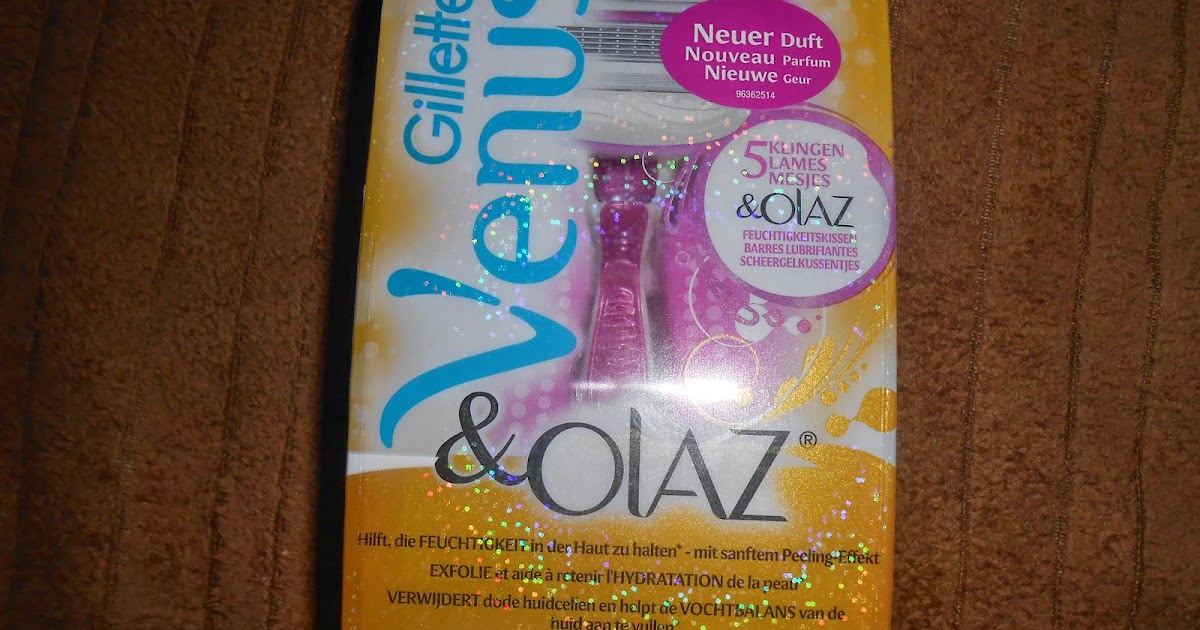 Gillette
Venus
Neuer Duft
Nouveau Parfum
Nieuwe Geur
96362514
5 KLINGEN
LAMES
MESJES
&OlAZ
FEUCHTIGKEITSKISSEN
BARRES LUBRIFIANTES
SCHEERGELKUSSENTJES
&OlAZ®
Hilft, die FEUCHTIGKEIT in der Haut zu halten* - mit sanftem Peeling-Effekt
EXFOLIE et aide à retenir l'HYDRATATION de la peau*
VERWIJDERT dode huidcellen en helpt de VOCHTBALANS van de
huid aan te vullen